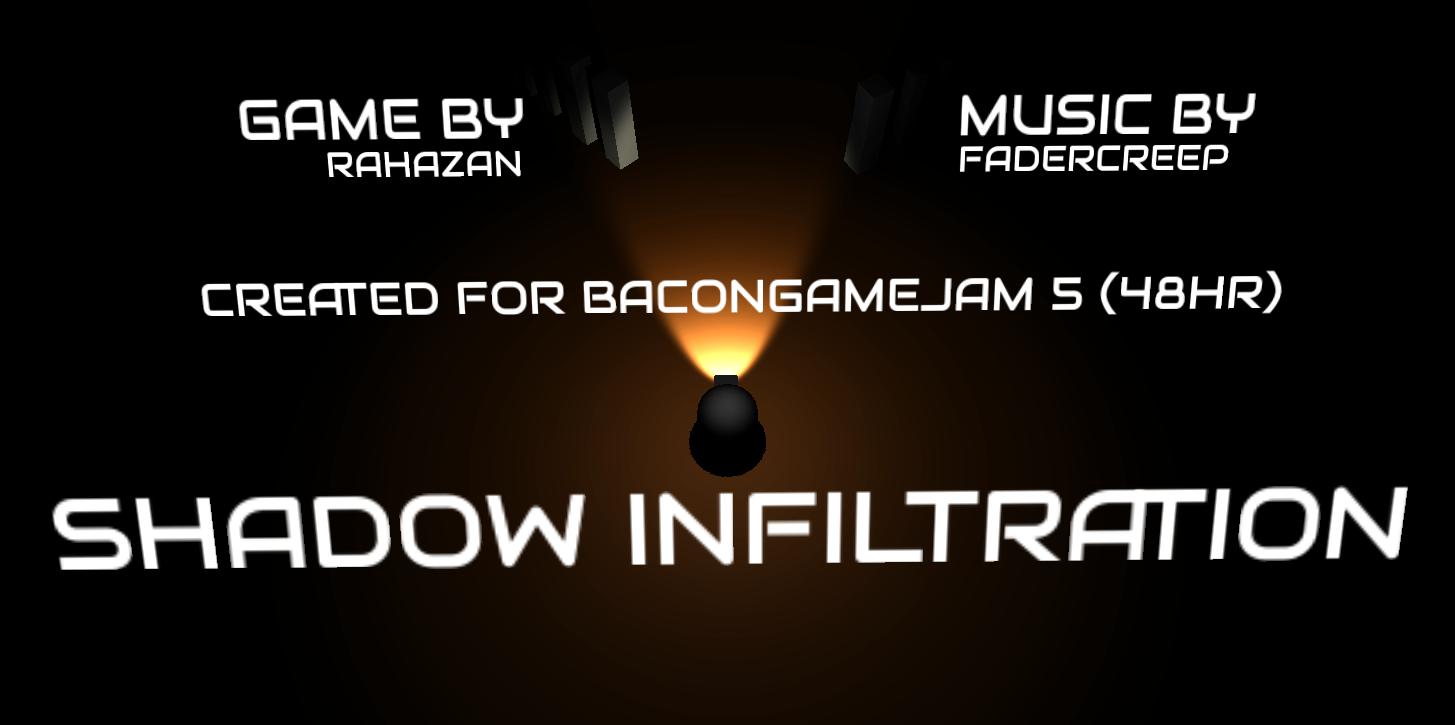 GAME BY
RAHAZAN
MUSIC BY
FADERCREEP
CREATED FOR BACONGAMEJAM 5 (48HR)
SHADOW INFILTRATION